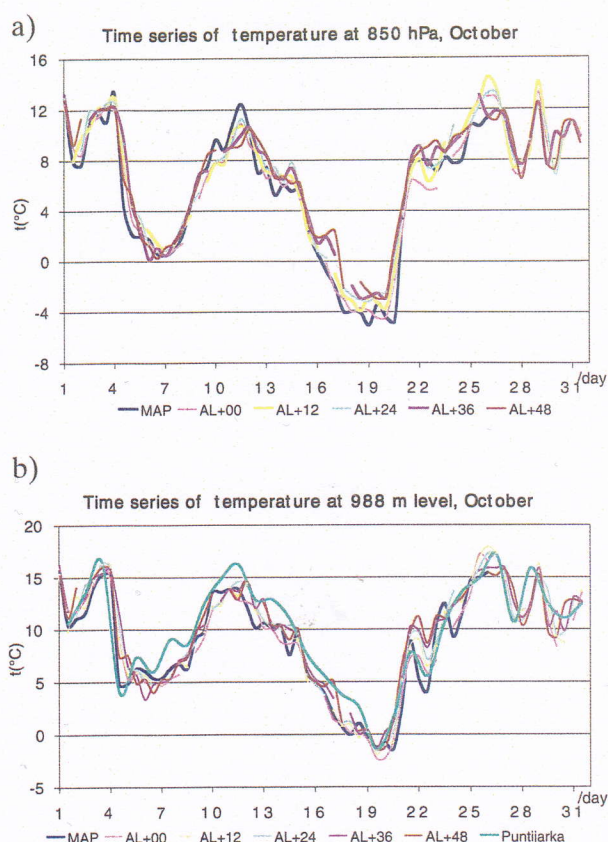 a)
Time series of temperature at 850 hPa, October
16
12
8
4
0
-4
-8
t(°C)
1 4 7 10 13 16 19 22 25 28 31 /day
MAP AL+00 AL+12 AL+24 AL+36 AL+48
b)
Time series of temperature at 988 m level, October
20
15
10
5
0
-5
t(°C)
1 4 7 10 13 16 19 22 25 28 31 /day
MAP AL+00 AL+12 AL+24 AL+36 AL+48 Puntijarka